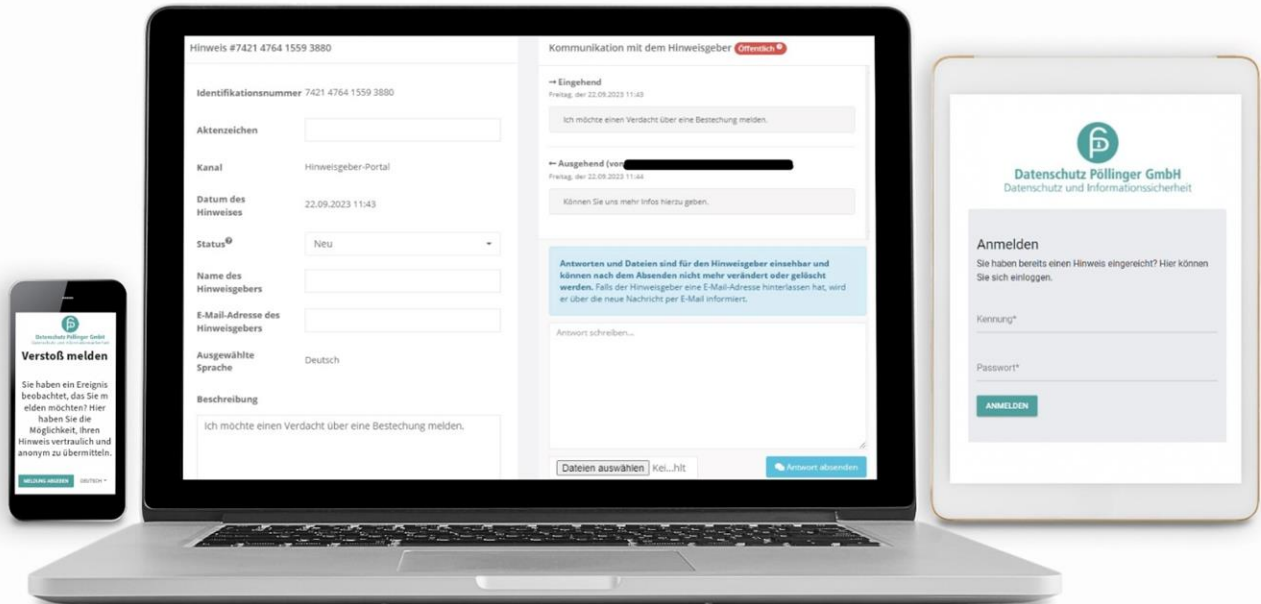 Hinweis #7421 4764 1559 3880
Identifikationsnummer 7421 4764 1559 3880
Aktenzeichen
Kanal Hinweisgeber-Portal
Datum des
Hinweises
22.09.2023 11:43
Status
Neu
Name des
Hinweisgebers
E-Mail-Adresse des
Hinweisgebers
Ausgewählte
Sprache
Deutsch
Beschreibung
Ich möchte einen Verdacht über eine Bestechung melden.
Kommunikation mit dem Hinweisgeber Öffentlich
→ Eingehend
Freitag, der 22.09.2023 11:43
Ich möchte einen Verdacht über eine Bestechung melden.
← Ausgehend (von
Freitag, der 22.09.2023 11:44
Können Sie uns mehr Infos hierzu geben.
Antworten und Dateien sind für den Hinweisgeber einsehbar und
können nach dem Absenden nicht mehr verändert oder gelöscht
werden. Falls der Hinweisgeber eine E-Mail-Adresse hinterlassen hat, wird
er über die neue Nachricht per E-Mail informiert.
Antwort schreiben...
Dateien auswählen Kei...hlt
Antwort absenden
Datenschutz Pöllinger GmbH
Verstoß melden
Sie haben ein Ereignis
beobachtet, das Sie m
elden möchten? Hier
haben Sie die
Möglichkeit, Ihren
Hinweis vertraulich und
anonym zu übermitteln.
MELDUNG ABGEBEN DEUTSCH
Datenschutz Pöllinger GmbH
Datenschutz und Informationssicherheit
Anmelden
Sie haben bereits einen Hinweis eingereicht? Hier können
Sie sich einloggen.
Kennung*
Passwort*
ANMELDEN